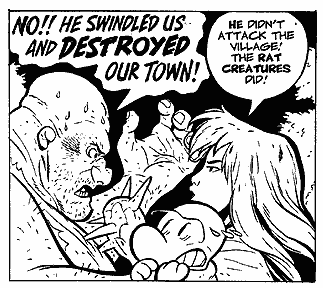 NO!! HE SWINDLED US
AND DESTROYED
OUR TOWN!
HE DIDN'T
ATTACK THE
VILLAGE!
THE RAT
CREATURES
DID!